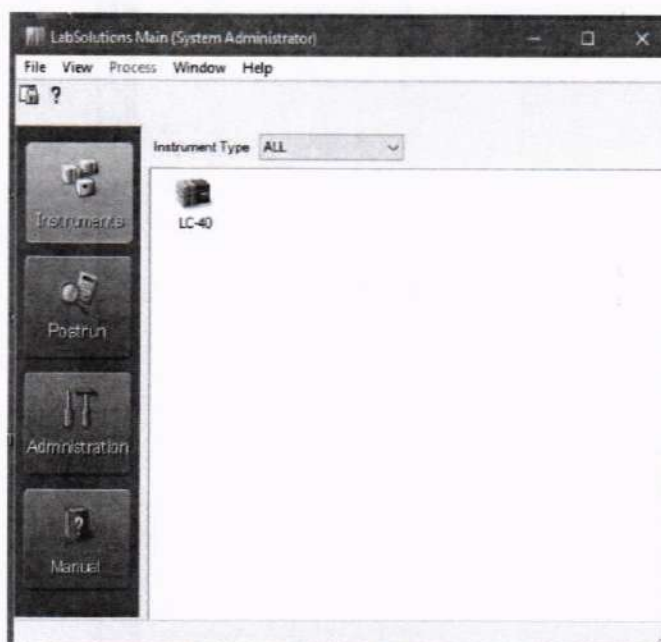 LabSolutions Main (System Administrator)
File View Process Window Help
?
Instrument Type ALL
Instruments
LC-40
Postrun
Administration
?
Manual